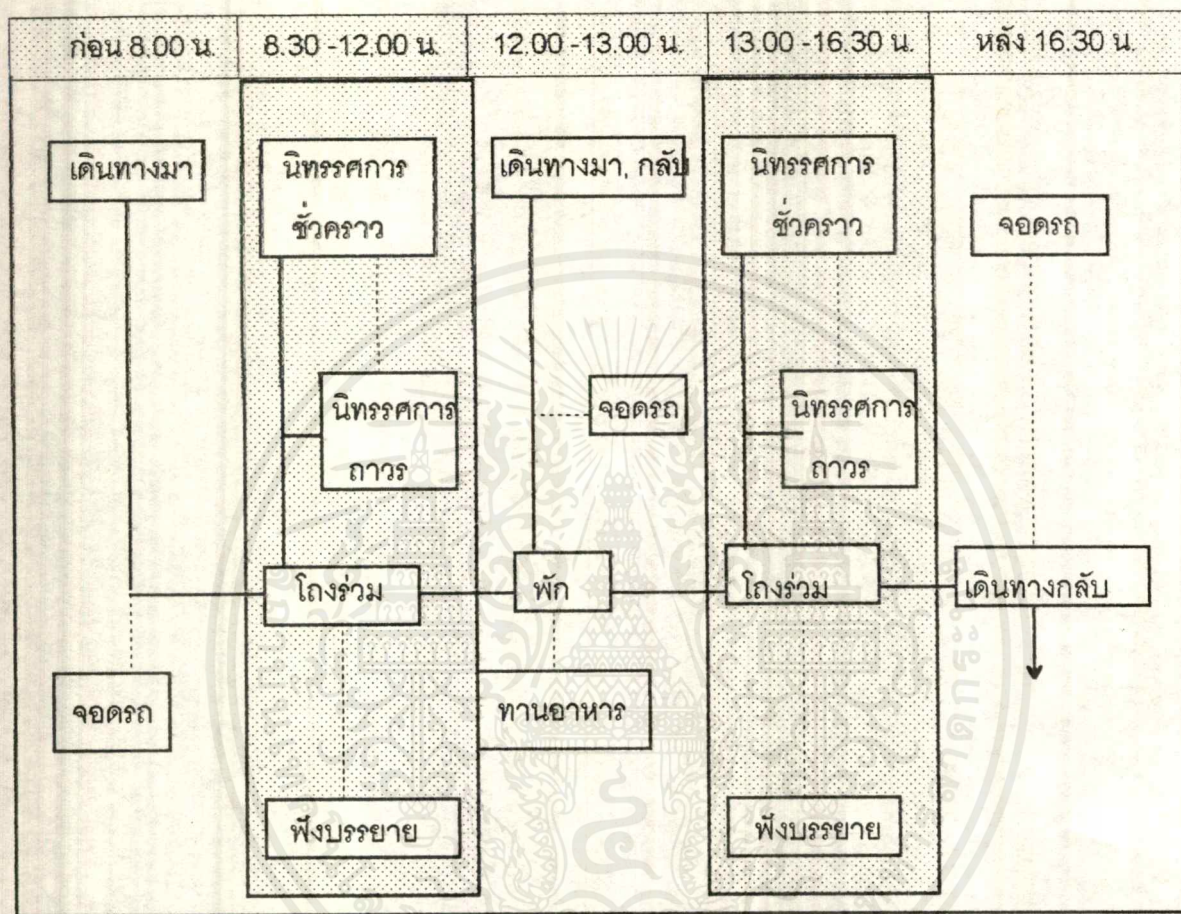 ก่อน 8.00 น.
8.30 -12.00 น.
12.00 -13.00 น.
13.00 -16.30 น.
หลัง 16.30 น.
เดินทางมา
จอดรถ
นิทรรศการ
ชั่วคราว
นิทรรศการ
ถาวร
โถงร่วม
ฟังบรรยาย
เดินทางมา, กลับ
จอดรถ
พัก
ทานอาหาร
นิทรรศการ
ชั่วคราว
นิทรรศการ
ถาวร
โถงร่วม
ฟังบรรยาย
จอดรถ
เดินทางกลับ